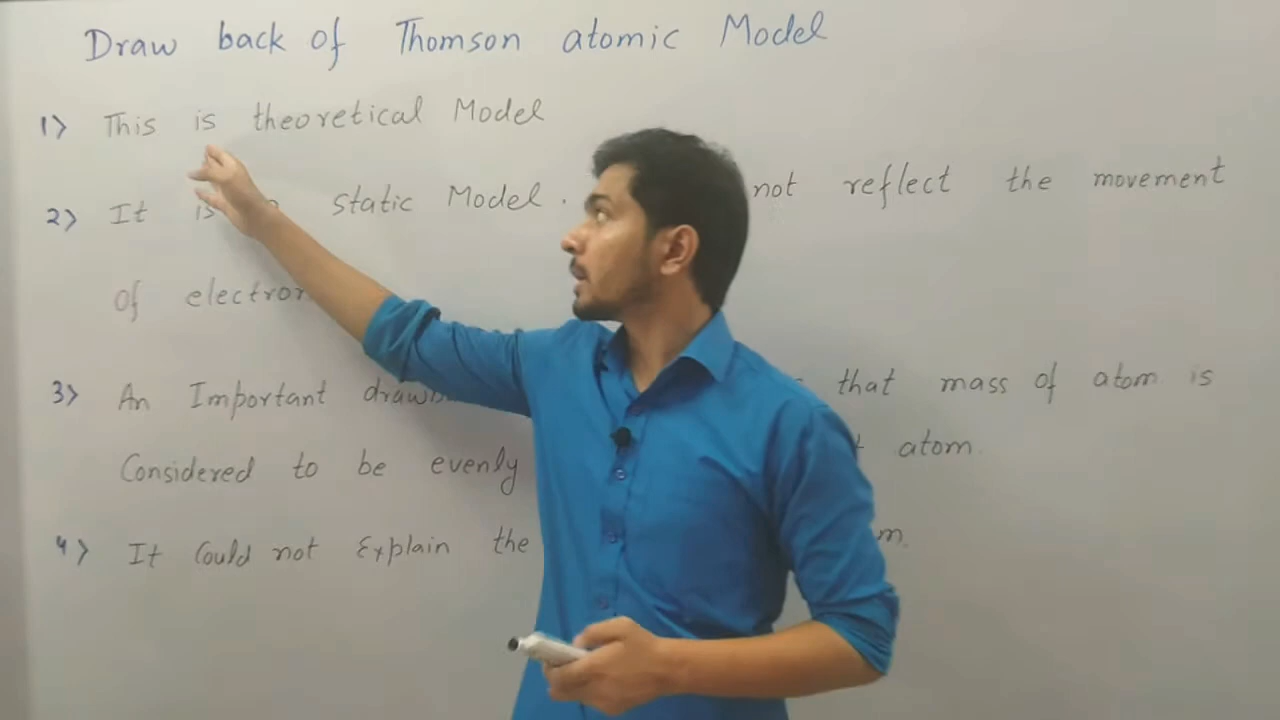 Draw back of Thomson atomic Model
1) This is theoretical Model
2) It is static Model . not reflect the movement
of electron
3) An Important that mass of atom is
Considered to be evenly atom.
4) It Could not Explain the